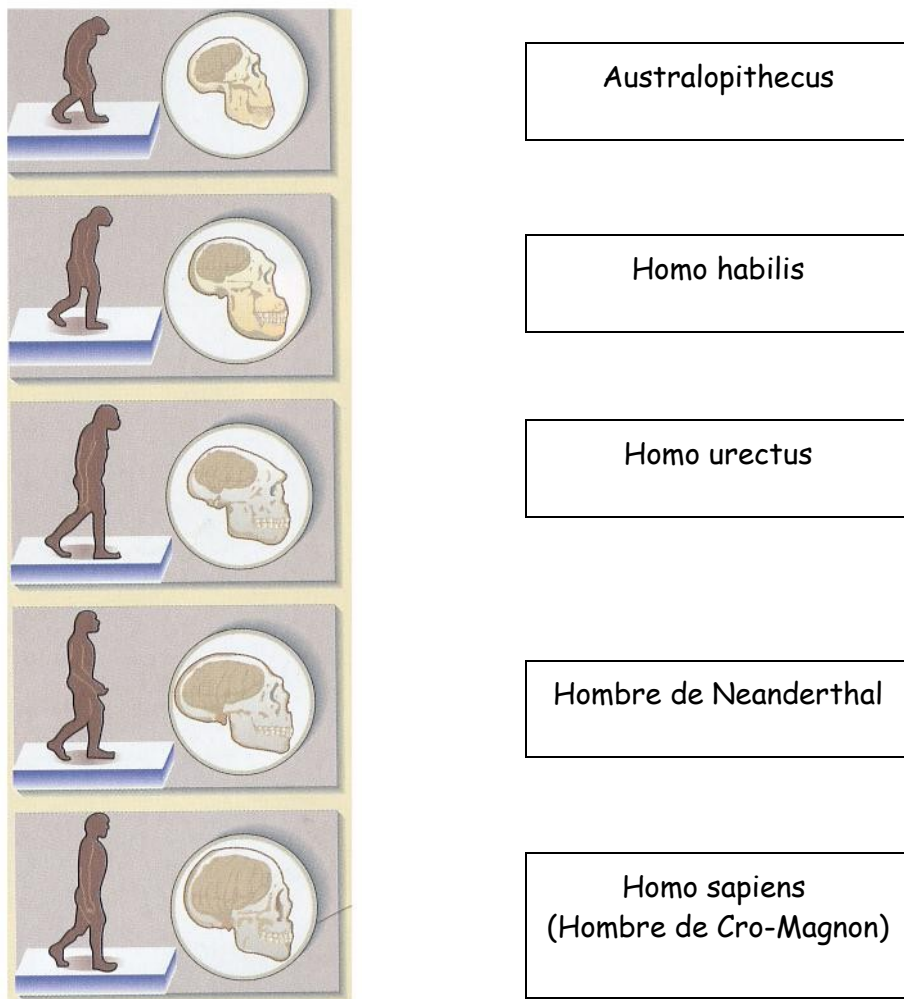 Australopithecus
Homo habilis
Homo urectus
Hombre de Neanderthal
Homo sapiens
(Hombre de Cro-Magnon)